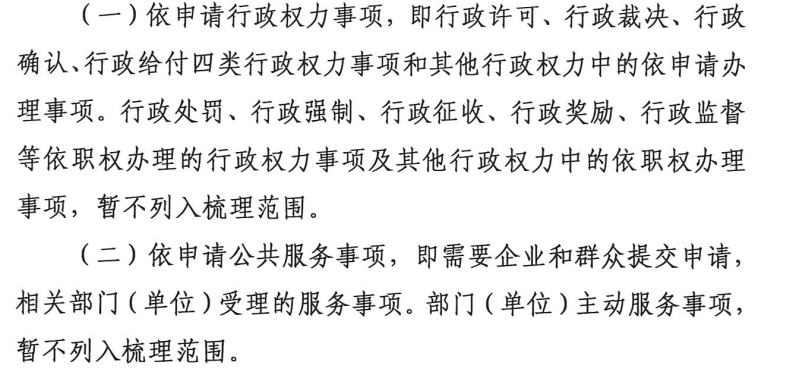 （一）依申请行政权力事项，即行政许可、行政裁决、行政
确认、行政给付四类行政权力事项和其他行政权力中的依申请办
理事项。行政处罚、行政强制、行政征收、行政奖励、行政监督
等依职权办理的行政权力事项及其他行政权力中的依职权办理
事项，暂不列入梳理范围。
（二）依申请公共服务事项，即需要企业和群众提交申请，
相关部门（单位）受理的服务事项。部门（单位）主动服务事项，
暂不列入梳理范围。